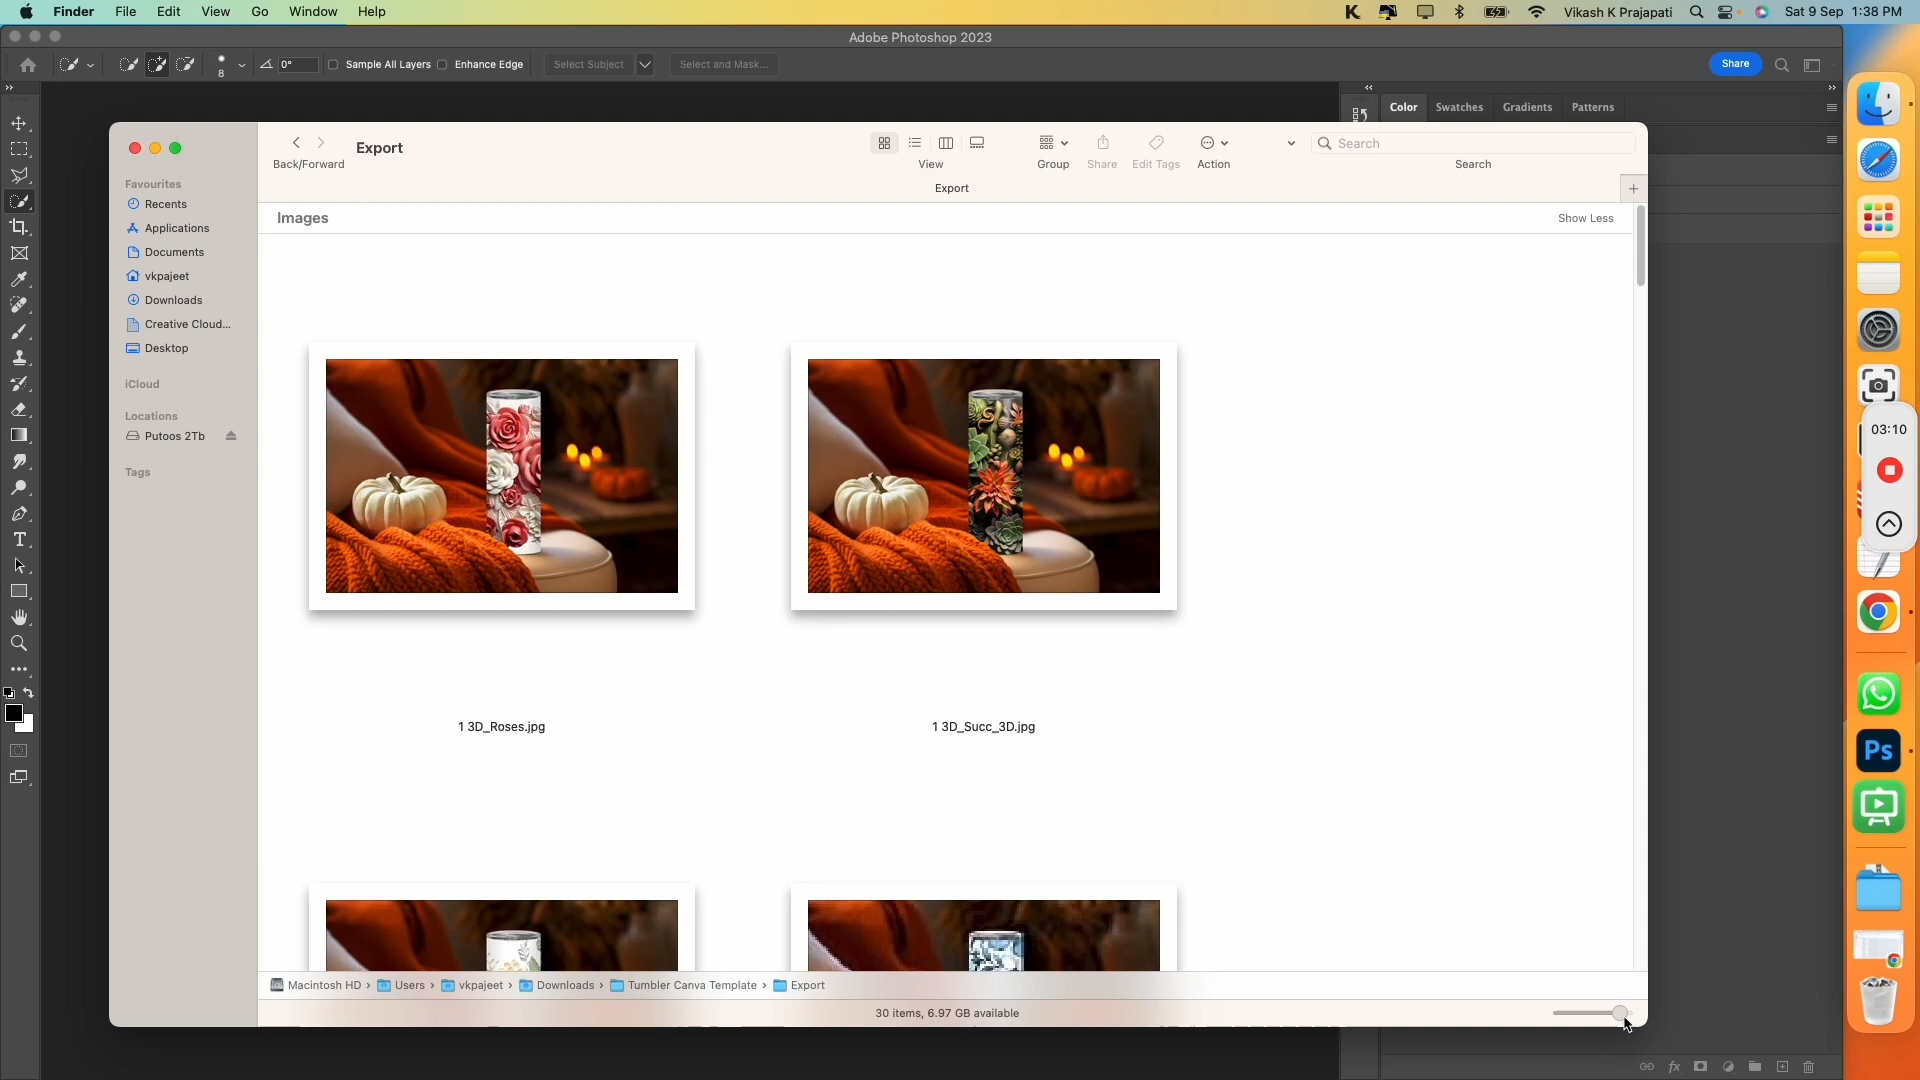 Finder File Edit View Go Window Help
Vikash K Prajapati Sat 9 Sep 1:38 PM
Adobe Photoshop 2023
8 0° Sample All Layers Enhance Edge Select Subject Select and Mask... Share
Color Swatches Gradients Patterns
Export
Back/Forward View Group Share Edit Tags Action Search
Search
Export
Images Show Less
Favourites
Recents
Applications
Documents
vkpajeet
Downloads
Creative Cloud...
Desktop
iCloud
Locations
Putoos 2Tb
Tags
03:10
1 3D_Roses.jpg
1 3D_Succ_3D.jpg
Ps
Macintosh HD › Users › vkpajeet › Downloads › Tumbler Canva Template › Export
30 items, 6.97 GB available
fx